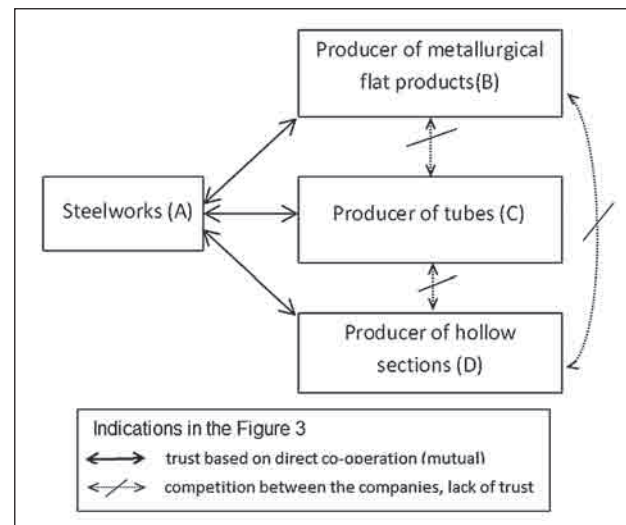 Producer of metallurgical
flat products(B)
Steelworks (A)
Producer of tubes (C)
Producer of hollow
sections (D)
Indications in the Figure 3
trust based on direct co-operation (mutual)
competition between the companies, lack of trust